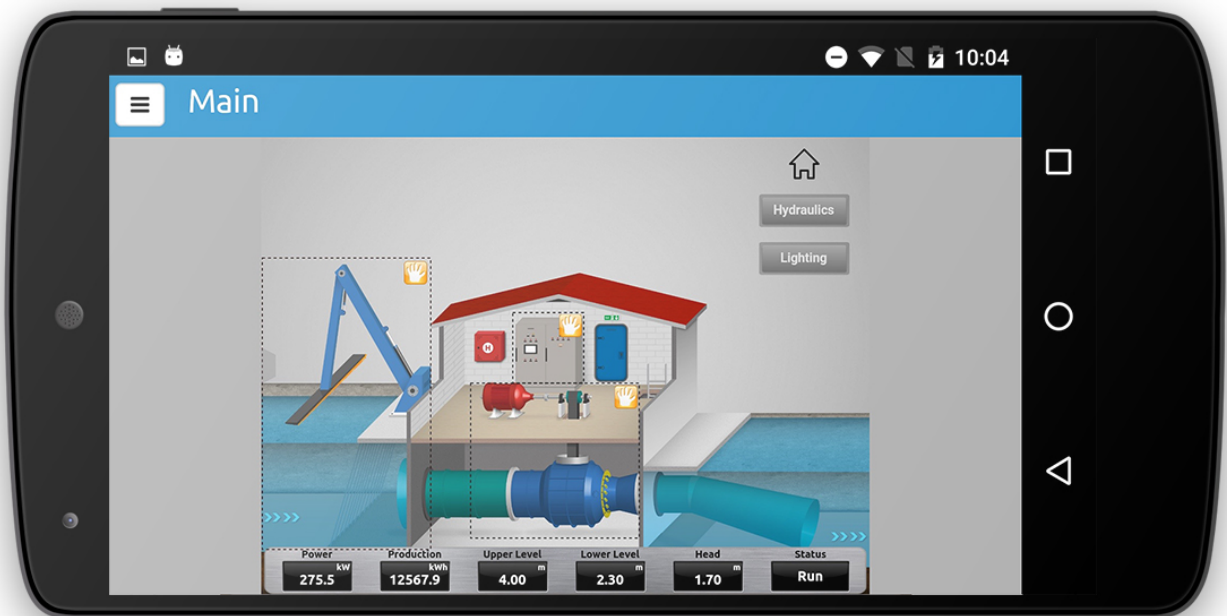 10:04
Main
Hydraulics
Lighting
H
>>>>
>>>>
Power Production Upper Level Lower Level Head Status
kW kWh m m m
275.5 12567.9 4.00 2.30 1.70 Run